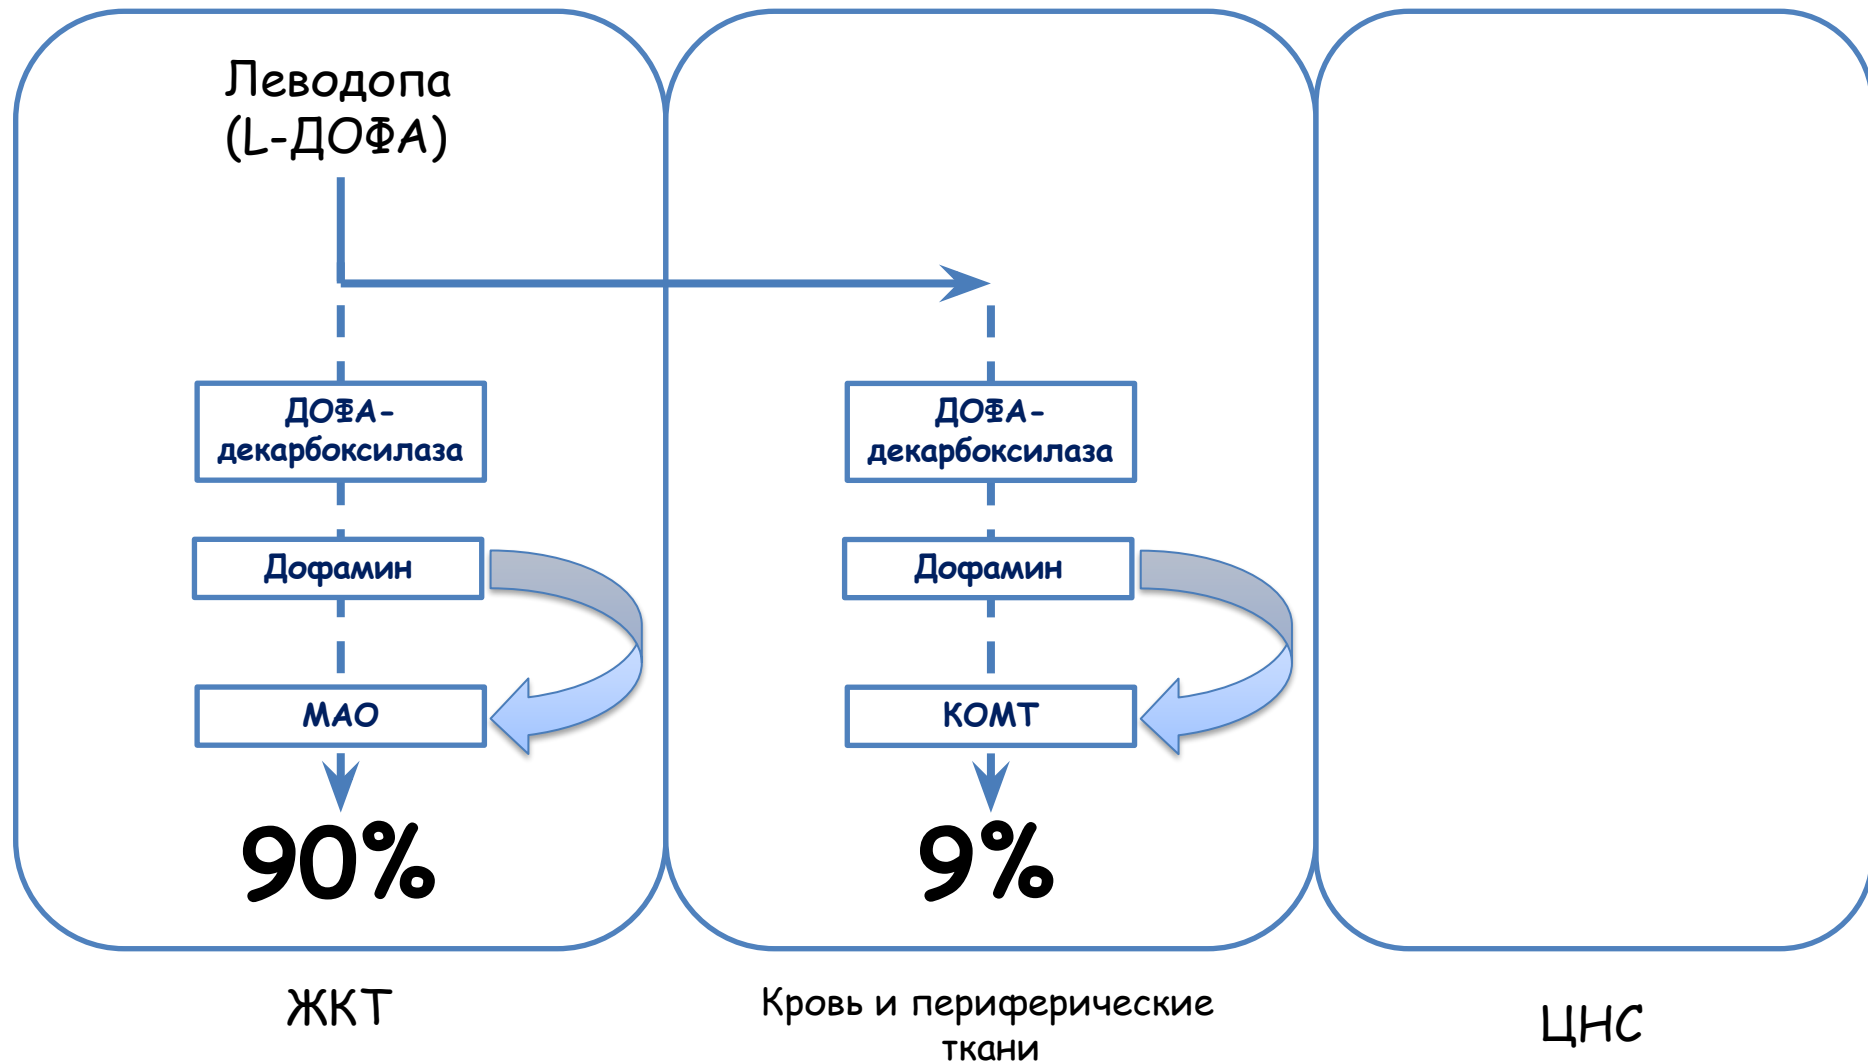 Леводопа
(L-ДОФА)
ДОФА-
декарбоксилаза
Дофамин
МАО
90%
ЖКТ
ДОФА-
декарбоксилаза
Дофамин
КОМТ
9%
Кровь и периферические
ткани
ЦНС